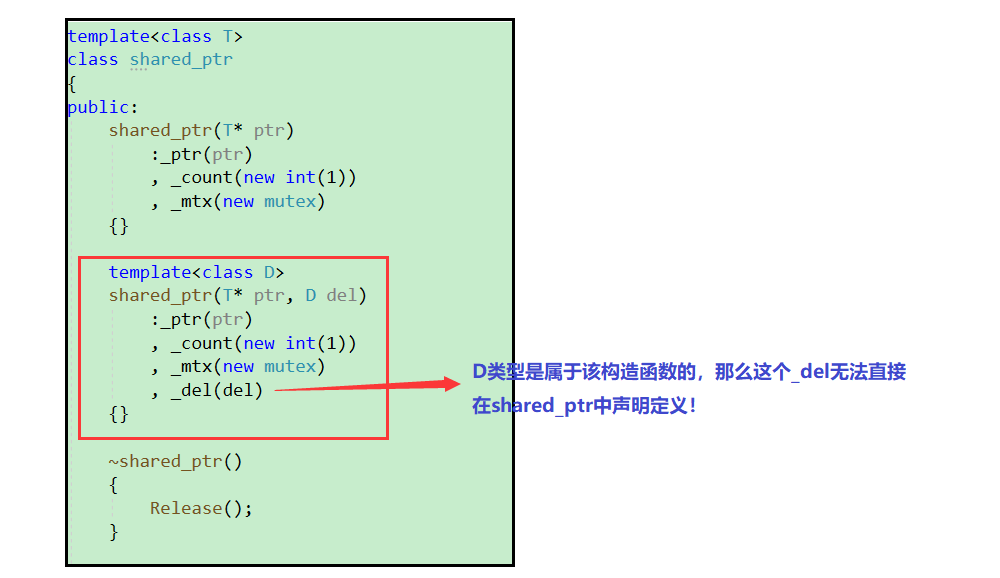 template<class T>
class shared_ptr
{
public:
    shared_ptr(T* ptr)
        :_ptr(ptr)
        , _count(new int(1))
        , _mtx(new mutex)
    {}
    template<class D>
    shared_ptr(T* ptr, D del)
        :_ptr(ptr)
        , _count(new int(1))
        , _mtx(new mutex)
        , _del(del)
    {}
D类型是属于该构造函数的，那么这个_del无法直接
在shared_ptr中声明定义！
    ~shared_ptr()
    {
        Release();
    }